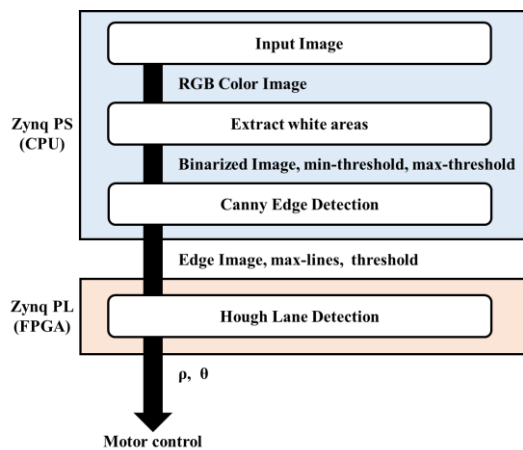 Input Image
RGB Color Image
Zynq PS
(CPU)
Extract white areas
Binarized Image, min-threshold, max-threshold
Canny Edge Detection
Edge Image, max-lines, threshold
Zynq PL
(FPGA)
Hough Lane Detection
ρ, θ
Motor control